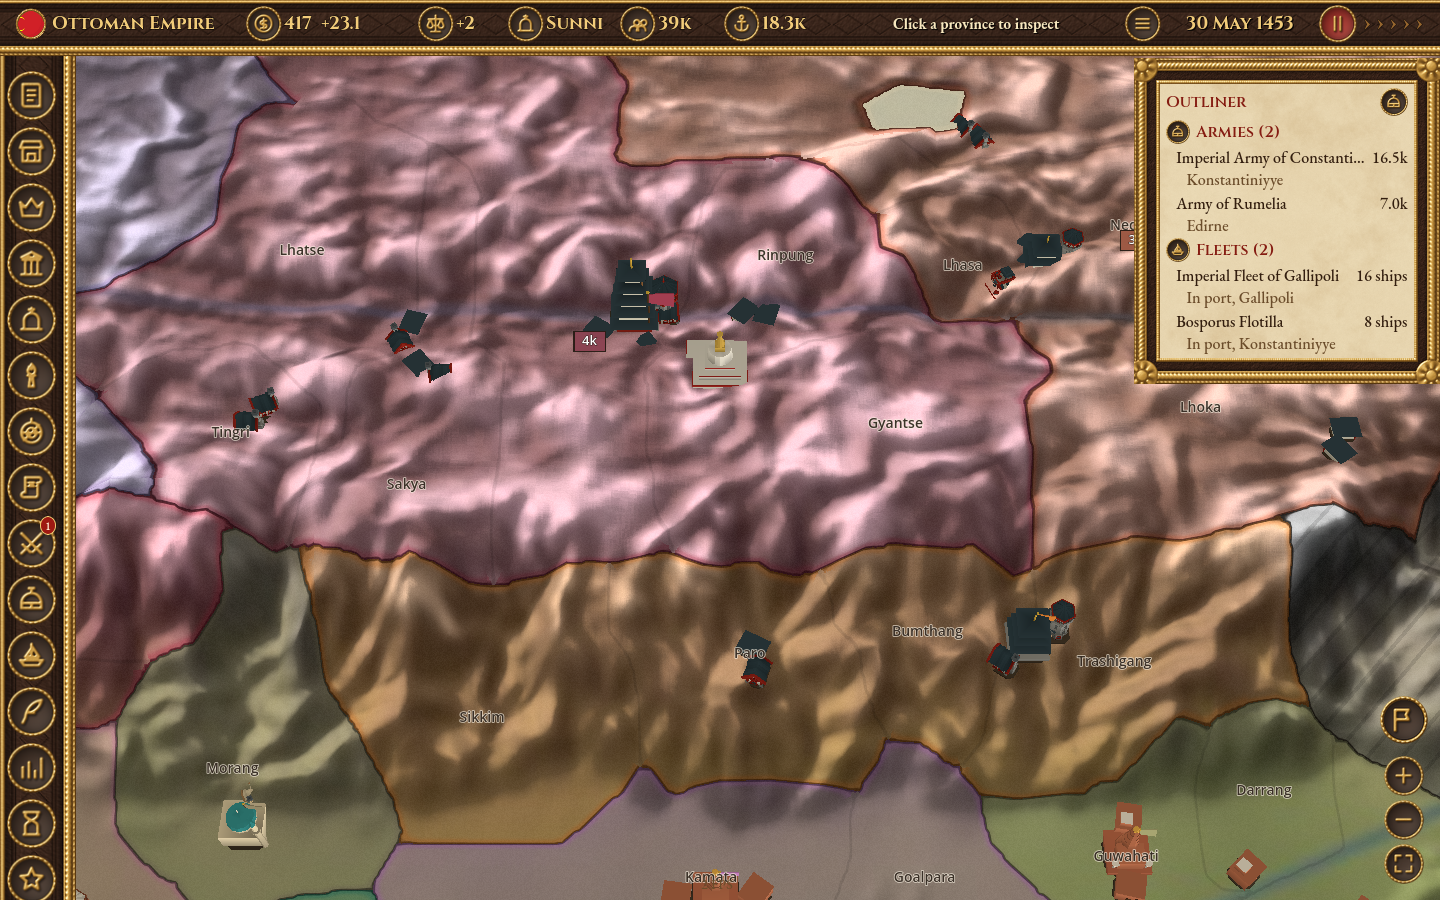 OTTOMAN EMPIRE 417 +23.1 +2 SUNNI 39K 18.3K Click a province to inspect 30 MAY 1453
OUTLINER
ARMIES (2)
Imperial Army of Constanti... 16.5k
Konstantiniyye
Army of Rumelia 7.0k
Edirne
FLEETS (2)
Imperial Fleet of Gallipoli 16 ships
In port, Gallipoli
Bosporus Flotilla 8 ships
In port, Konstantiniyye
Lhatse
Rinpung
Lhasa
4k
Lhoka
Gyantse
Tingri
Sakya
1
Bumthang
Paro
Trashigang
Sikkim
Morang
Darrang
Guwahati
Kamata
Goalpara